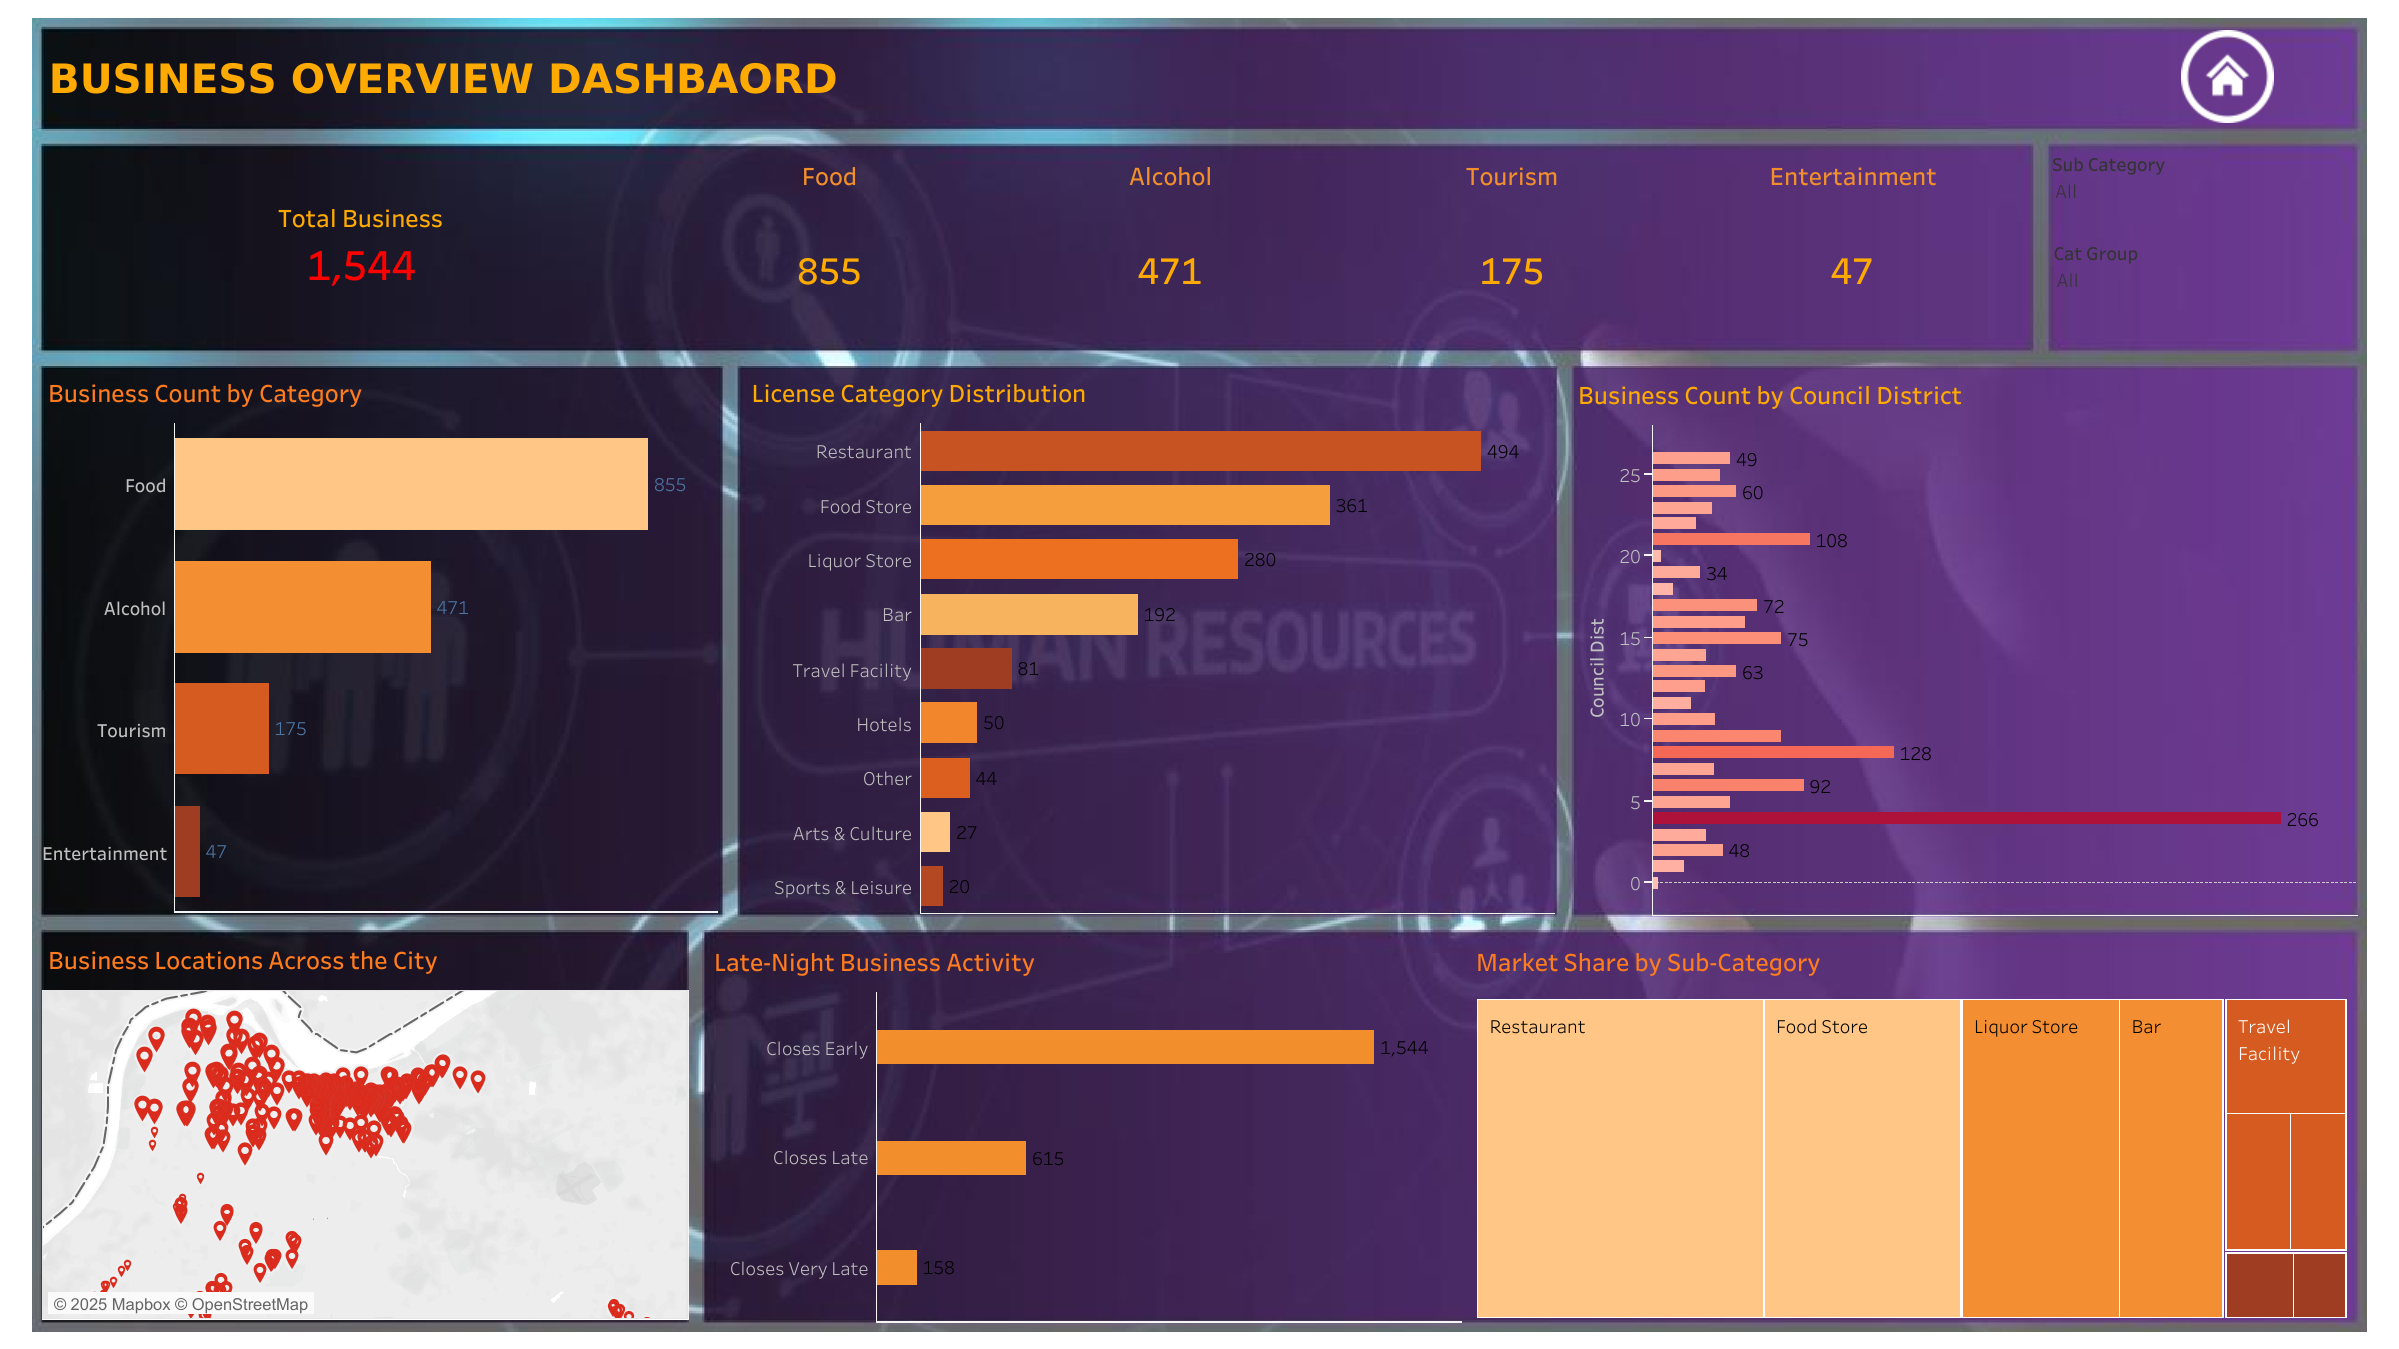 BUSINESS OVERVIEW DASHBAORD
Total Business
1,544
Food
855
Alcohol
471
Tourism
175
Entertainment
47
Sub Category
All
Cat Group
All
Business Count by Category
Food
855
Alcohol
471
Tourism
175
Entertainment
47
License Category Distribution
Restaurant
494
Food Store
361
Liquor Store
280
Bar
192
Travel Facility
81
Hotels
50
Other
44
Arts & Culture
27
Sports & Leisure
20
HUMAN RESOURCES
Business Count by Council District
Council Dist
25
20
15
10
5
0
49
60
108
34
72
75
63
128
92
266
48
Business Locations Across the City
© 2025 Mapbox © OpenStreetMap
Late-Night Business Activity
Closes Early
1,544
Closes Late
615
Closes Very Late
158
Market Share by Sub-Category
Restaurant
Food Store
Liquor Store
Bar
Travel
Facility